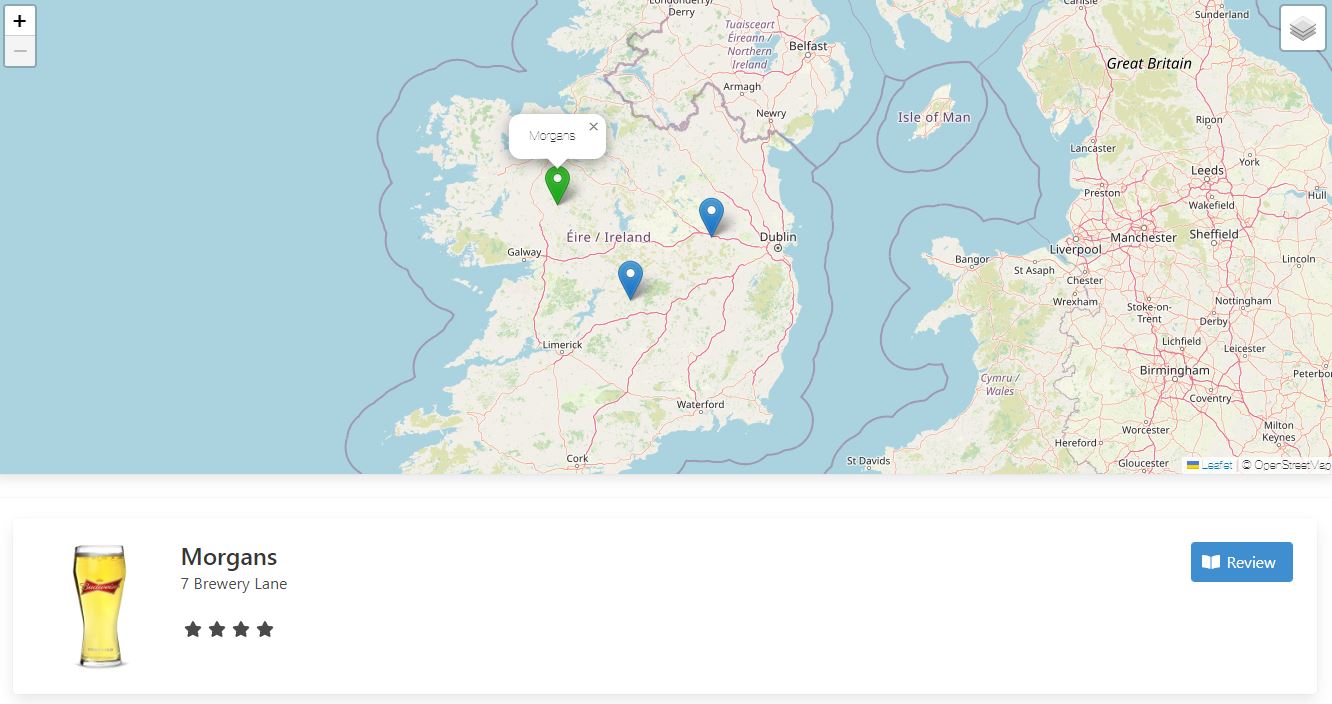 +
−
Londonderry/
Derry
Carlisle
Tuaisceart
Éireann /
Northern
Ireland
Belfast
Sunderland
Great Britain
Armagh
Newry
Isle of Man
Ripon
Morgans ×
Lancaster
York
Leeds
Preston
Wakefield
Hull
Éire / Ireland
Dublin
Manchester
Sheffield
Galway
Liverpool
Bangor
St Asaph
Chester
Lincoln
Wrexham
Stoke-on-
Trent
Nottingham
Derby
Limerick
Lichfield
Leicester
Birmingham
Peterbor
Cymru /
Wales
Coventry
Waterford
Worcester
Milton
Keynes
Hereford
Cork
St Davids
Gloucester
Leaflet | © OpenStreetMap
Morgans
7 Brewery Lane
Review
Budweiser